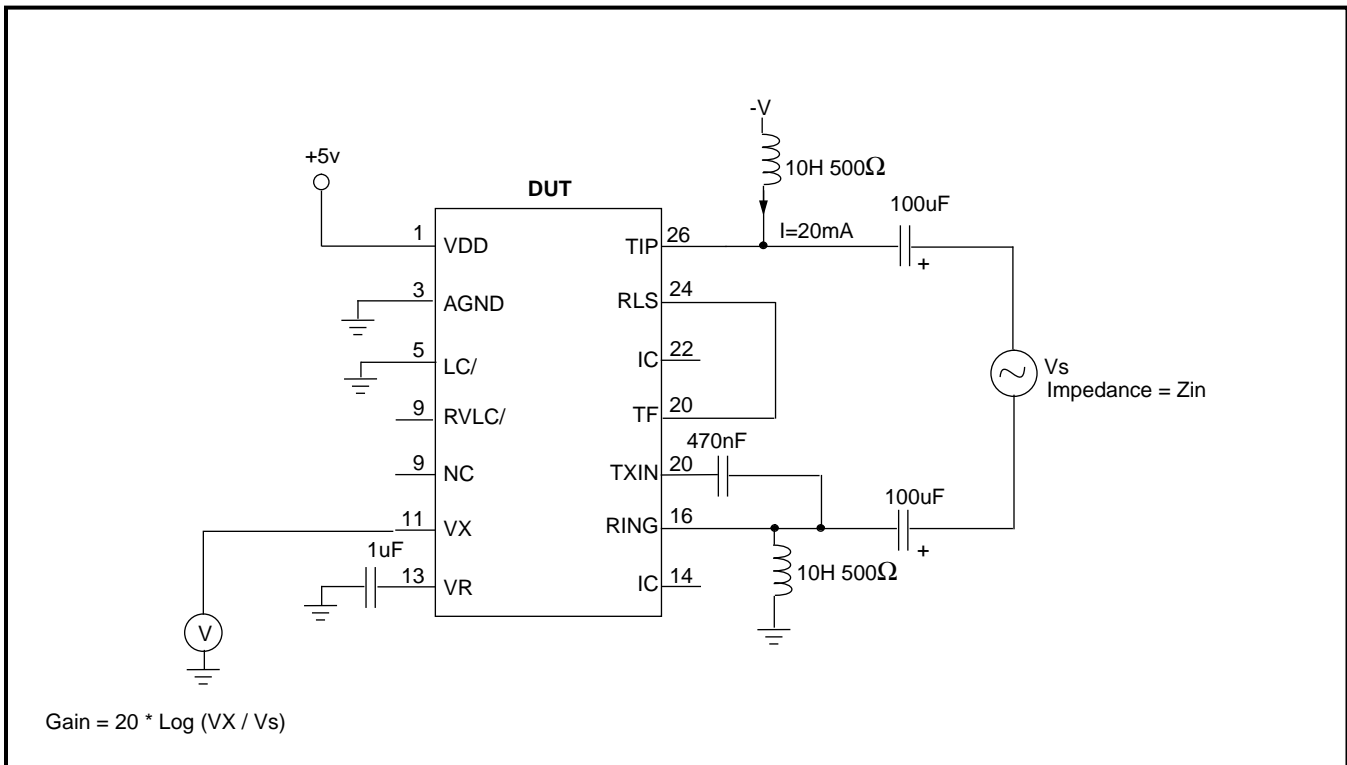 -V
10H 500Ω
+5v
DUT
100uF
I=20mA
+
1 VDD
TIP 26
3 AGND
RLS 24
5 LC/
IC 22
Vs
Impedance = Zin
9 RVLC/
TF 20
470nF
9 NC
TXIN 20
100uF
11 VX
RING 16
+
1uF
13 VR
10H 500Ω
IC 14
V
Gain = 20 * Log (VX / Vs)